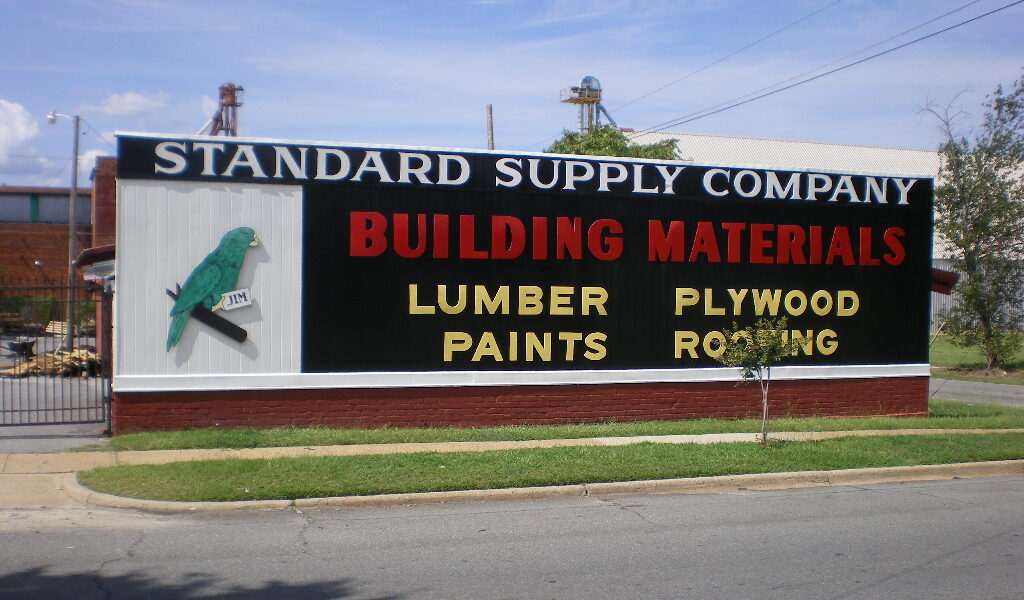 STANDARD SUPPLY COMPANY
BUILDING MATERIALS
LUMBER PLYWOOD
PAINTS ROOFING
JIM